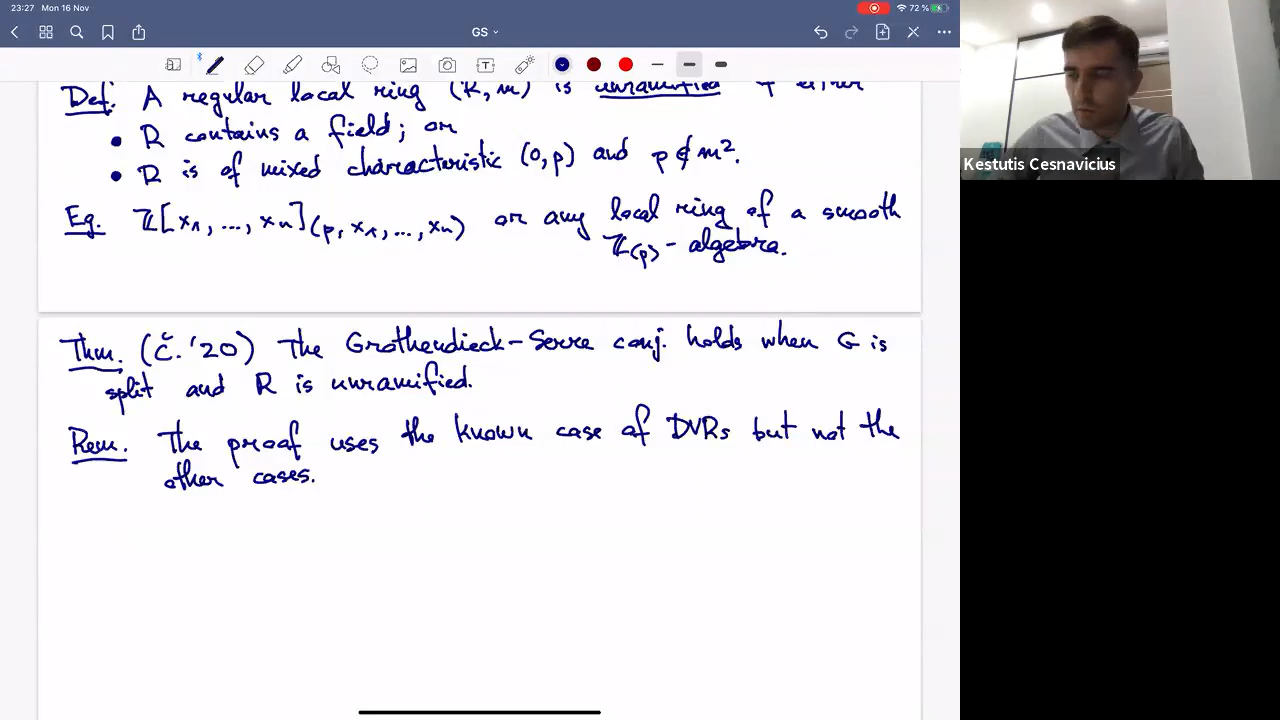 23:27 Mon 16 Nov
72 %
GS
Def. A regular local ring (R, m) is unramified if either
• R contains a field; or
• R is of mixed characteristic (0, p) and p ∉ m².
Eg. ℤ[x₁, ..., xₙ]₍p, x₁, ..., xₙ₎ or any local ring of a smooth
ℤ₍p₎ - algebra.
Thm. (Č. '20) The Grothendieck-Serre conj. holds when G is
split and R is unramified.
Rem. The proof uses the known case of DVRs but not the
other cases.
Kestutis Cesnavicius